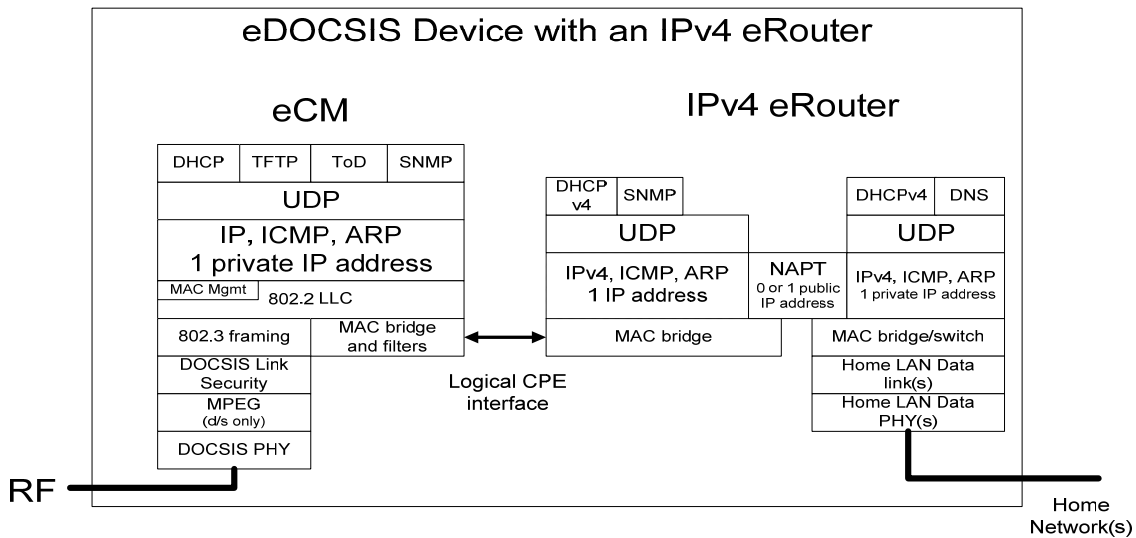 eDOCSIS Device with an IPv4 eRouter
eCM
IPv4 eRouter
DHCP
TFTP
ToD
SNMP
UDP
IP, ICMP, ARP
1 private IP address
MAC Mgmt
802.2 LLC
802.3 framing
MAC bridge
and filters
DOCSIS Link
Security
MPEG
(d/s only)
DOCSIS PHY
RF
Logical CPE
interface
DHCP
v4
SNMP
UDP
IPv4, ICMP, ARP
1 IP address
MAC bridge
NAPT
0 or 1 public
IP address
DHCPv4
DNS
UDP
IPv4, ICMP, ARP
1 private IP address
MAC bridge/switch
Home LAN Data
link(s)
Home LAN Data
PHY(s)
Home
Network(s)